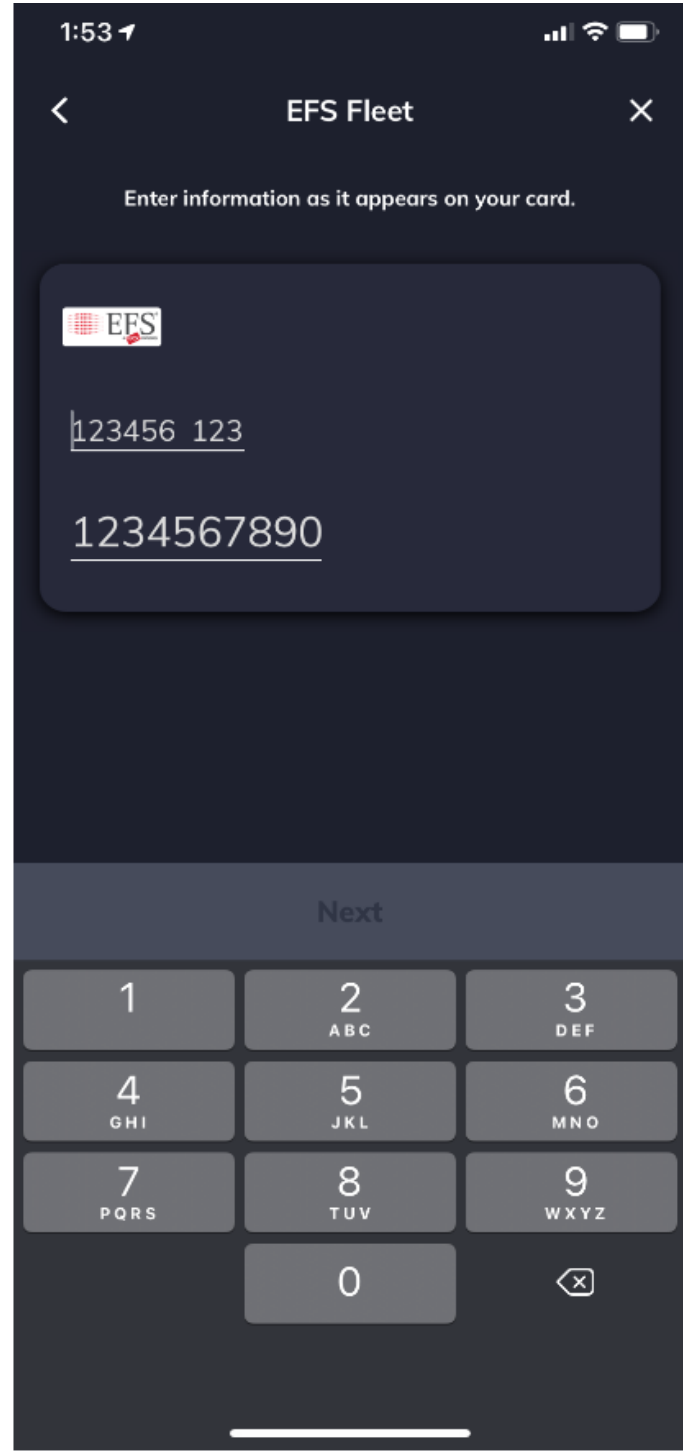 1:53
EFS Fleet
Enter information as it appears on your card.
EFS
123456 123
1234567890
Next
1
2
ABC
3
DEF
4
GHI
5
JKL
6
MNO
7
PQRS
8
TUV
9
WXYZ
0